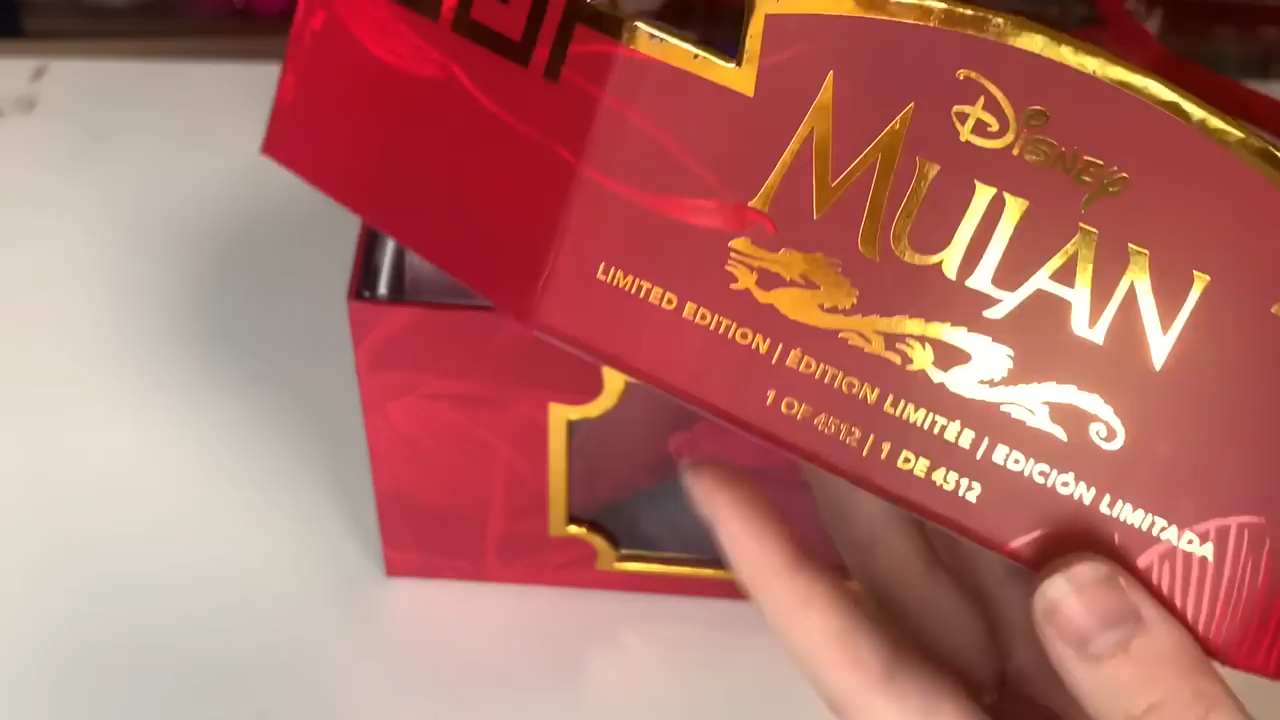 Disney
MULAN
LIMITED EDITION | ÉDITION LIMITÉE | EDICIÓN LIMITADA
1 OF 4512 | 1 DE 4512